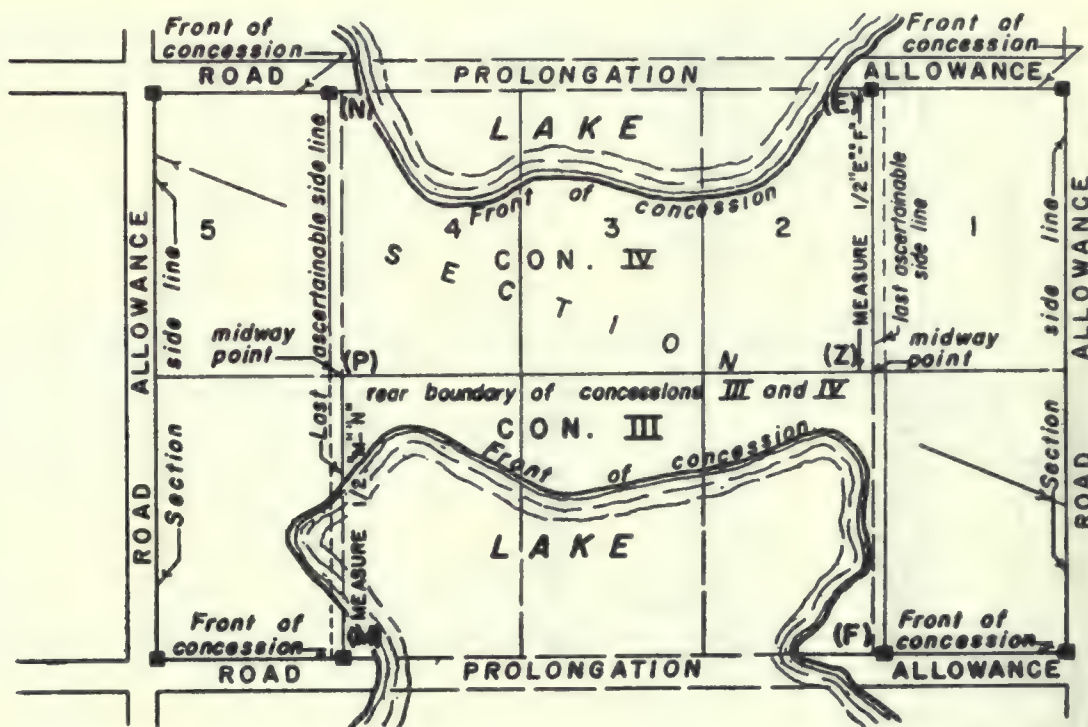 Front of
concession
Front of
concession
ROAD
PROLONGATION
ALLOWANCE
(N)
(E)
LAKE
Front of concession
5
4
3
2
1
SECTION
CON. IV
ROAD ALLOWANCE
Section side line
Last ascertainable side line
MEASURE 1/2 "E"-"F"
last ascertainable
side line
Section side line
ROAD ALLOWANCE
midway
point
(P)
(Z)
midway
point
rear boundary of concessions III and IV
CON. III
Front of concession
MEASURE 1/2 "M"-"N"
LAKE
Front of
concession
(M)
(F)
Front of
concession
ROAD
PROLONGATION
ALLOWANCE